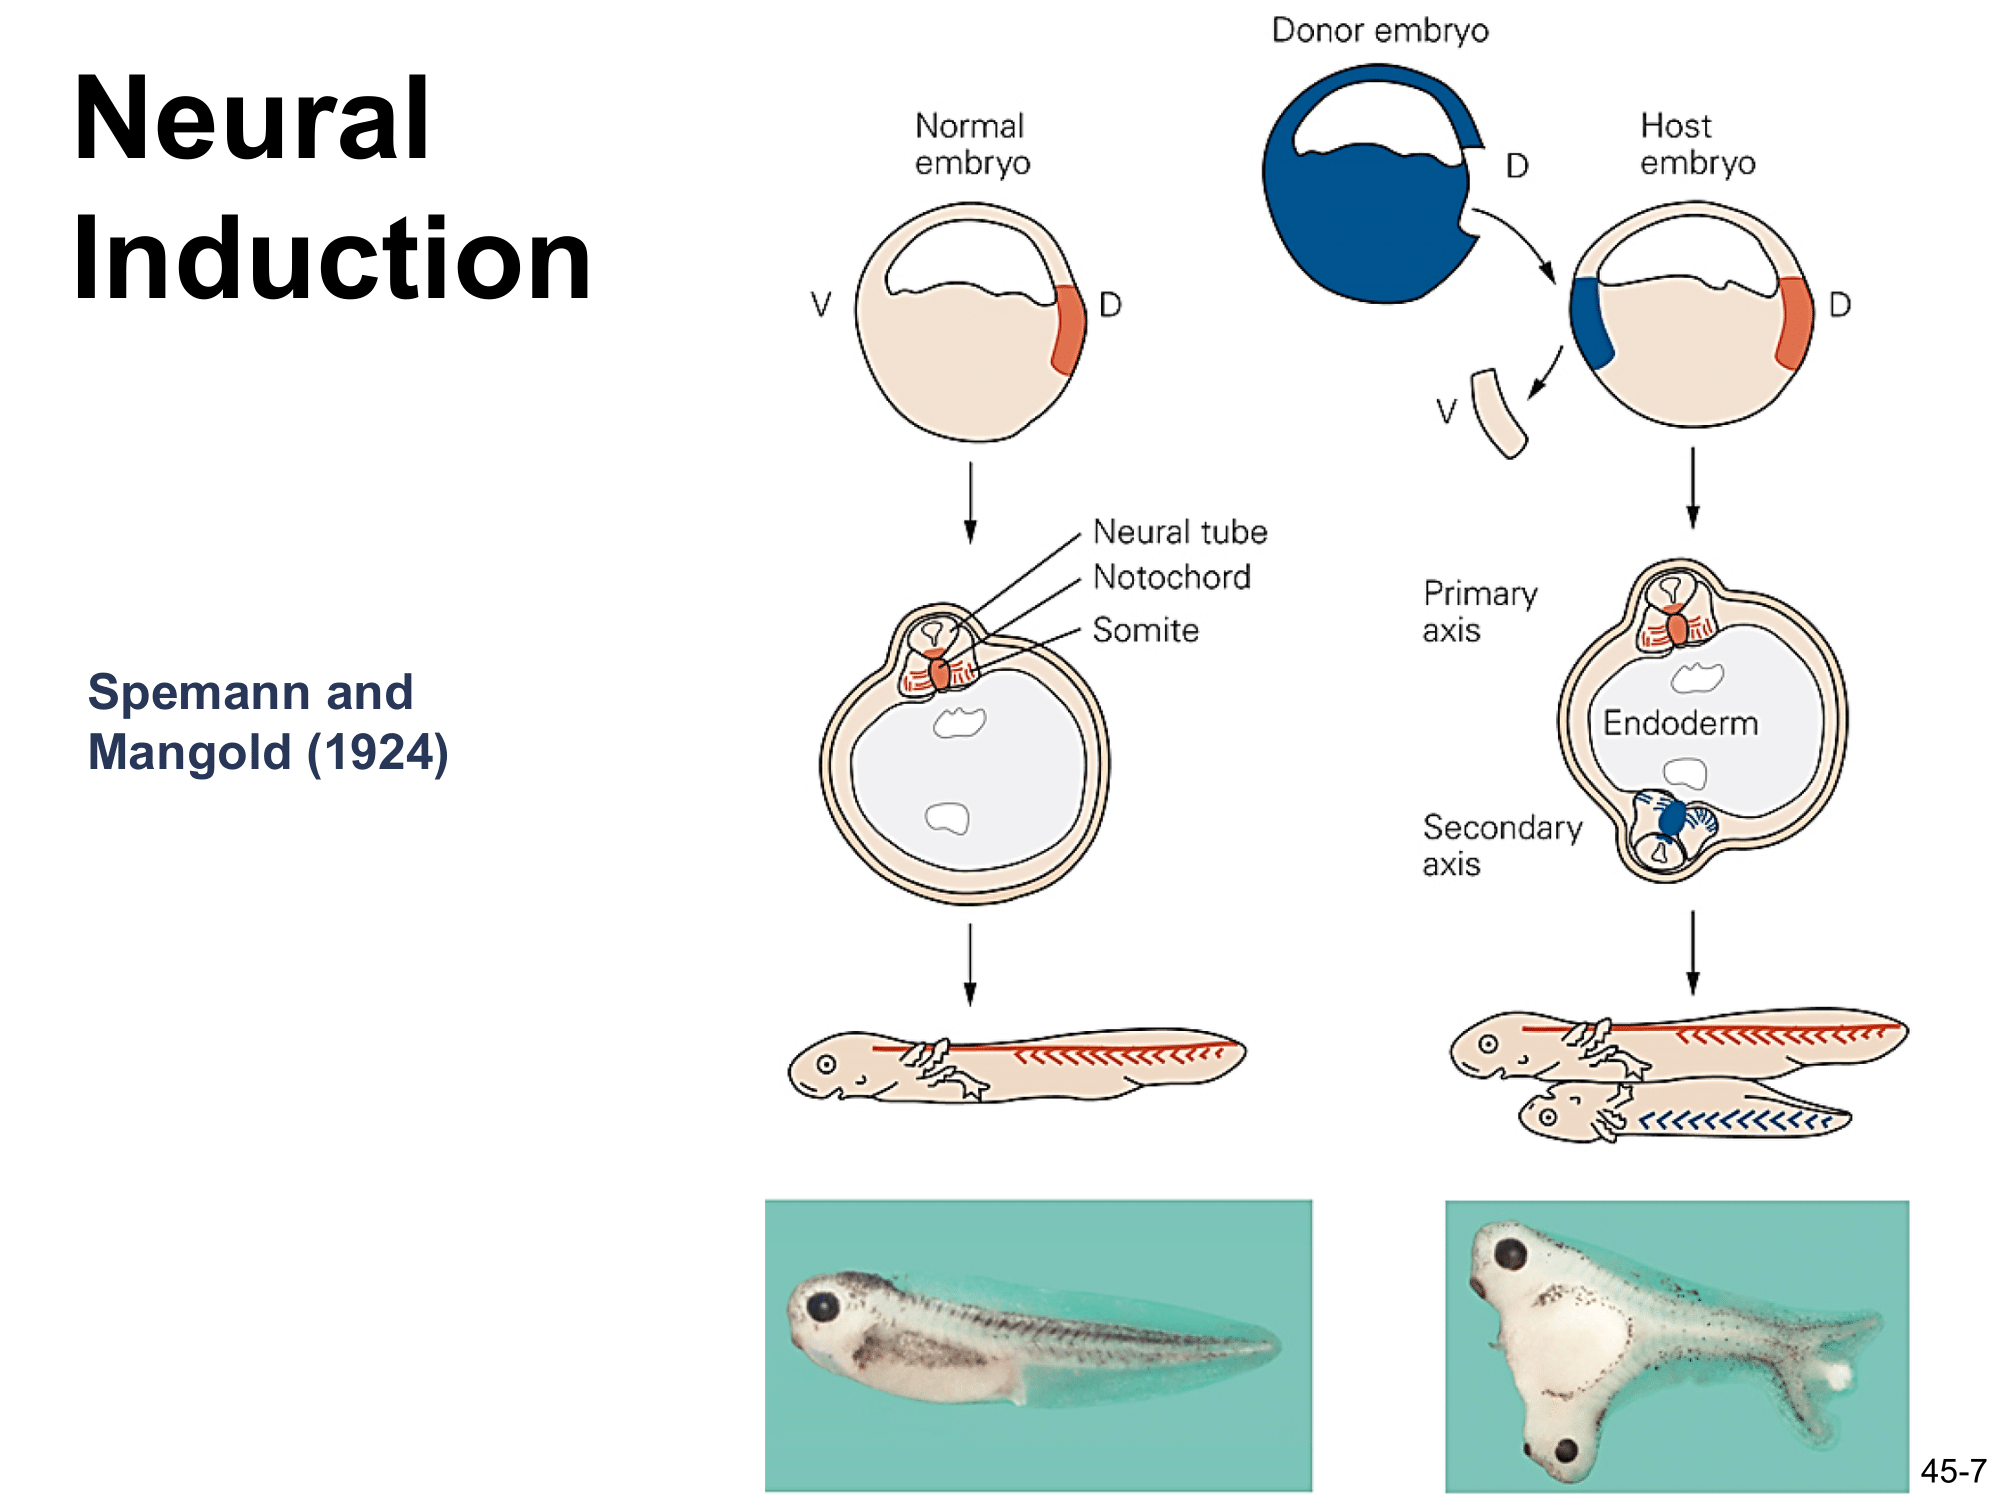 Neural
Induction
Spemann and
Mangold (1924)
Donor embryo
D
Normal
embryo
V
D
Host
embryo
D
V
Neural tube
Notochord
Somite
Primary
axis
Endoderm
Secondary
axis
45-7